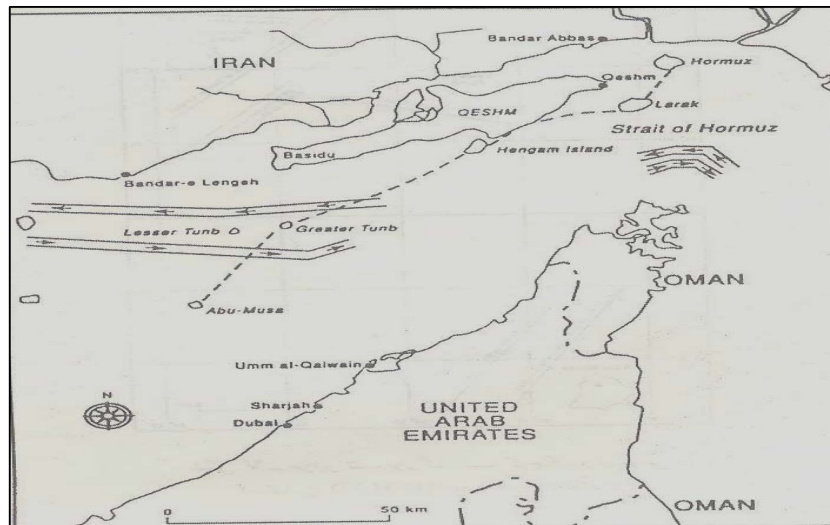 Bandar Abbas
Hormuz
IRAN
Qeshm
Larak
QESHM
Strait of Hormuz
Basidu
Hengam Island
Bandar-e Lengeh
Lesser Tunb
Greater Tunb
OMAN
Abu-Musa
Umm al-Qaiwain
N
Sharjah
Dubai
UNITED
ARAB
EMIRATES
OMAN
0
50 km